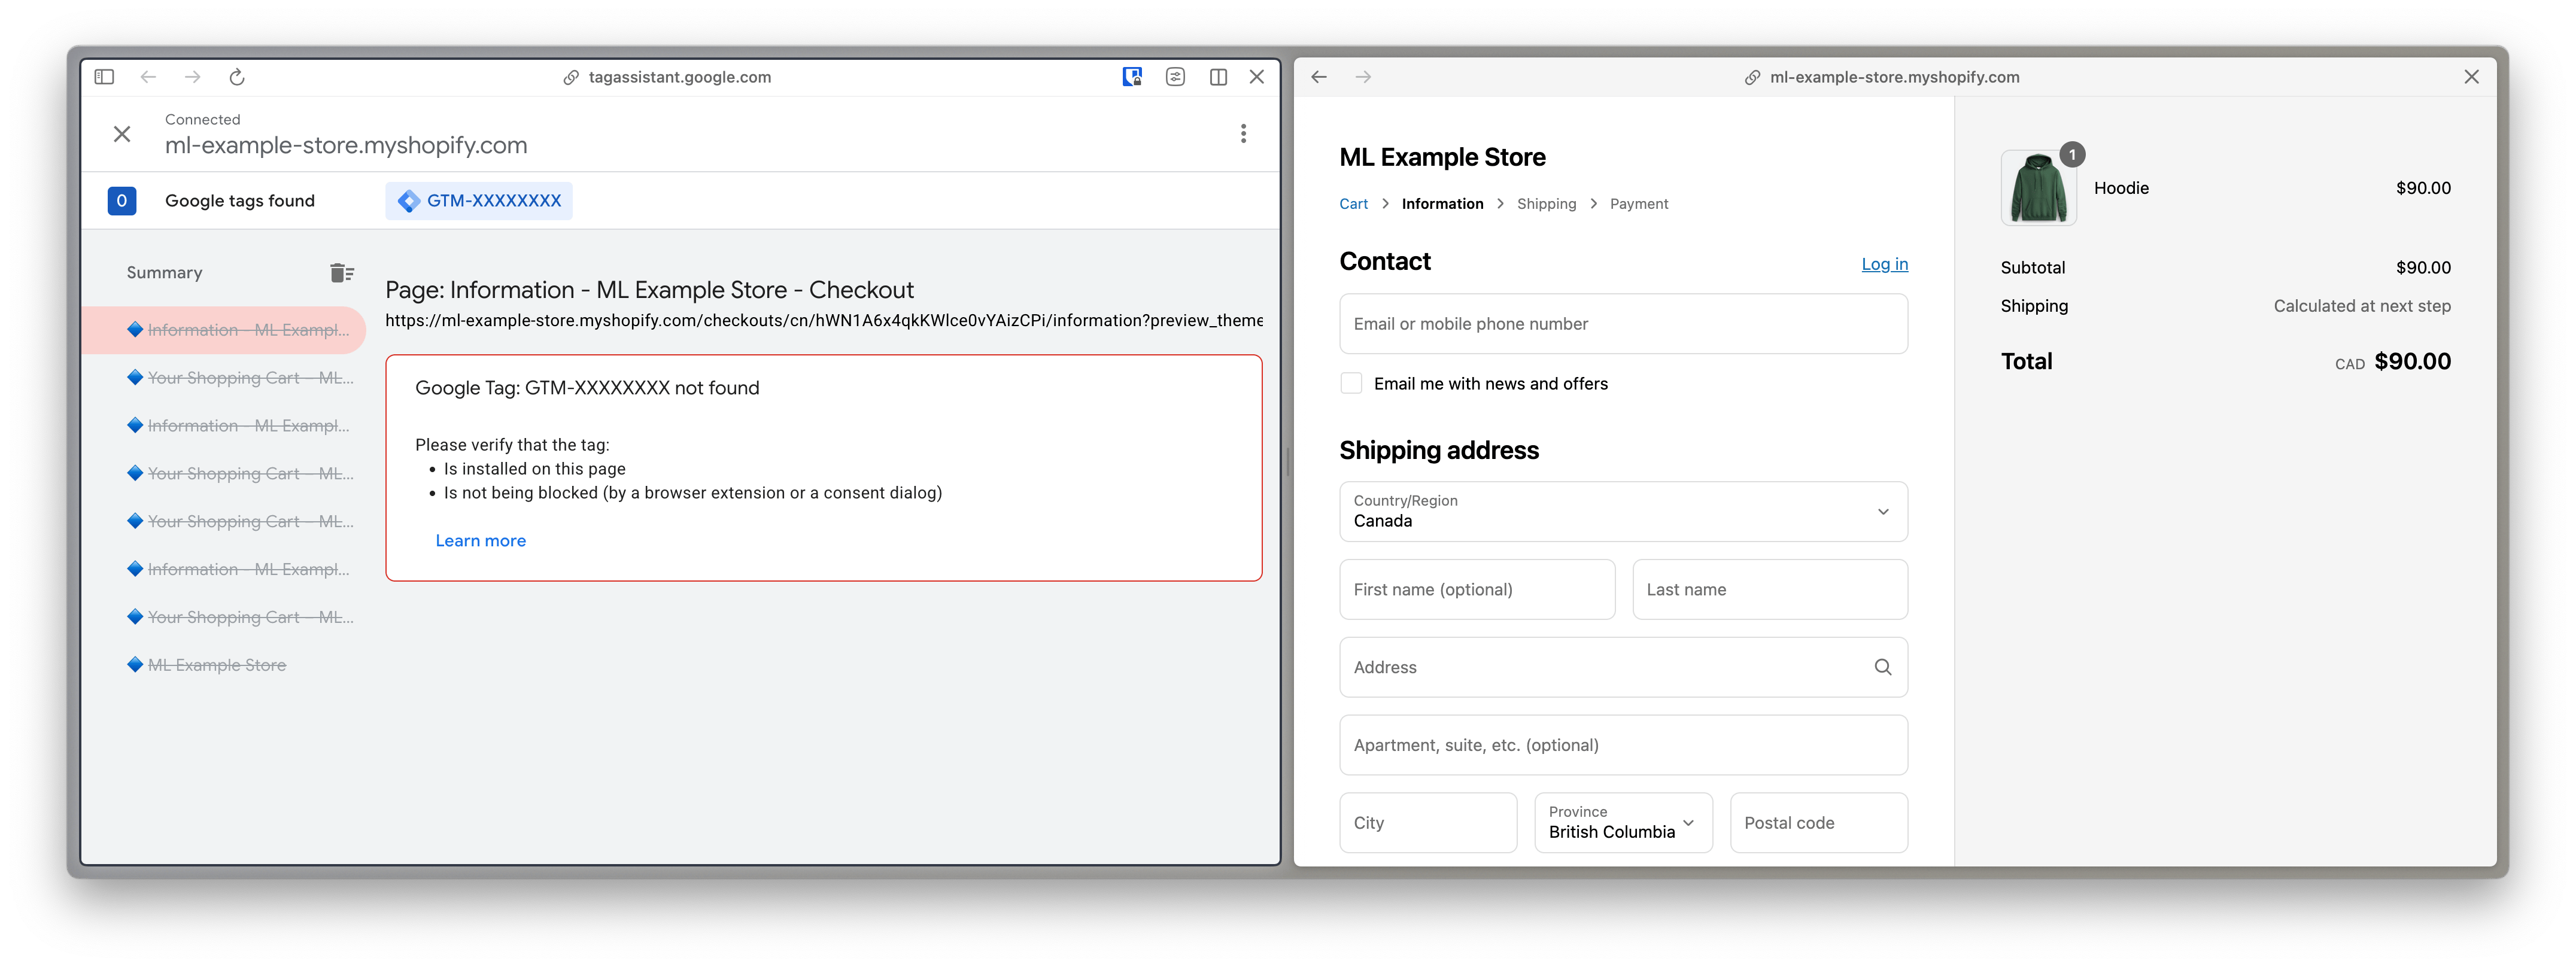 tagassistant.google.com
Connected
ml-example-store.myshopify.com
0 Google tags found GTM-XXXXXXXX
Summary
Information - ML Exampl...
Your Shopping Cart – ML...
Information - ML Exampl...
Your Shopping Cart – ML...
Your Shopping Cart – ML...
Information - ML Exampl...
Your Shopping Cart – ML...
ML Example Store
Page: Information - ML Example Store - Checkout
https://ml-example-store.myshopify.com/checkouts/cn/hWN1A6x4qkKWlce0vYAizCPi/information?preview_theme
Google Tag: GTM-XXXXXXXX not found
Please verify that the tag:
• Is installed on this page
• Is not being blocked (by a browser extension or a consent dialog)
Learn more
ml-example-store.myshopify.com
ML Example Store
Cart > Information > Shipping > Payment
Contact Log in
Email or mobile phone number
Email me with news and offers
Shipping address
Country/Region
Canada
First name (optional) Last name
Address
Apartment, suite, etc. (optional)
City Province British Columbia Postal code
1
Hoodie $90.00
Subtotal $90.00
Shipping Calculated at next step
Total CAD $90.00